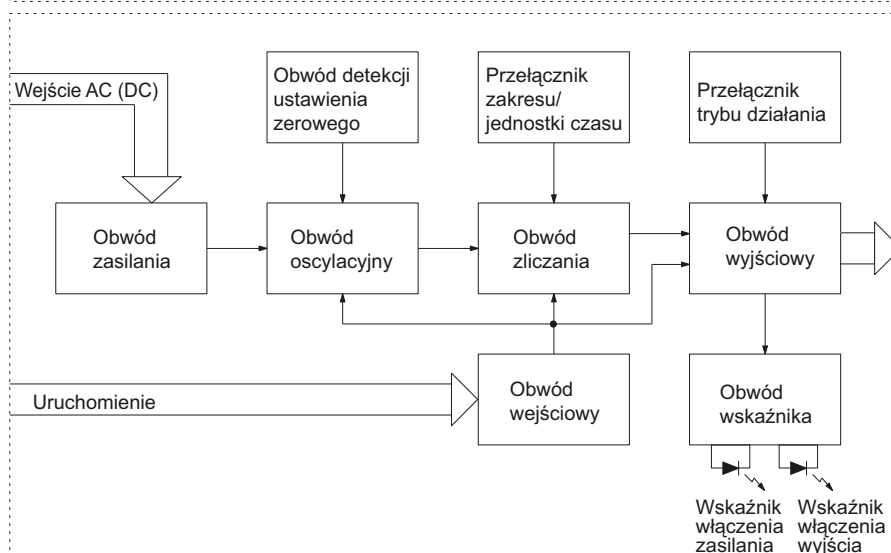 Wejście AC (DC)
Obwód detekcji
ustawienia
zerowego
Przełącznik
zakresu/
jednostki czasu
Przełącznik
trybu działania
Obwód
zasilania
Obwód
oscylacyjny
Obwód
zliczania
Obwód
wyjściowy
Uruchomienie
Obwód
wejściowy
Obwód
wskaźnika
Wskaźnik
włączenia
zasilania
Wskaźnik
włączenia
wyjścia